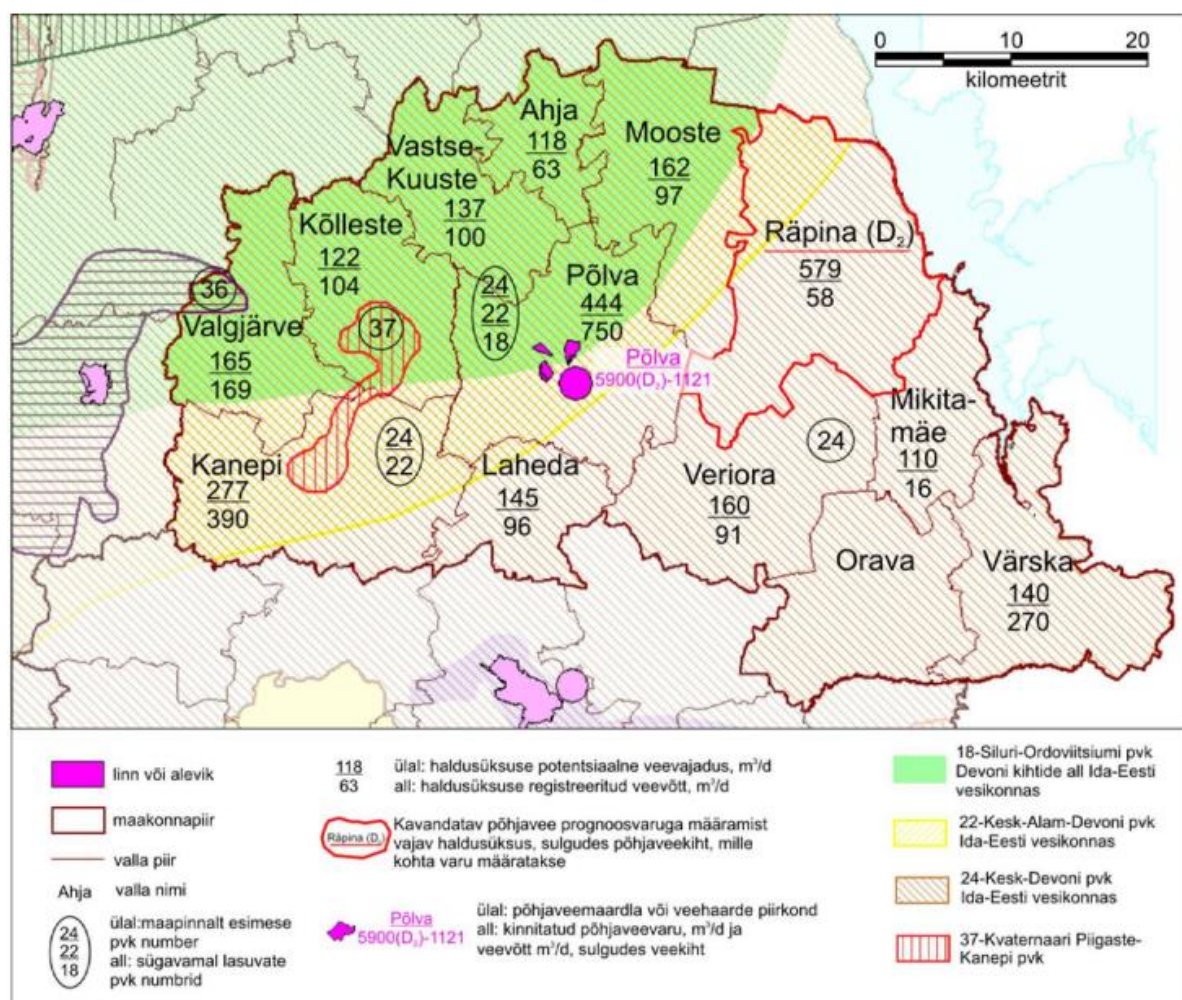 0 10 20
kilomeetrit
Ahja
118
63
Mooste
162
97
Vastse-
Kuuste
137
100
Kõlleste
122
104
Räpina (D₂)
579
58
36
Valgjärve
165
169
37
24
22
18
Põlva
444
750
Põlva
5900(D₂)-1121
Mikita-
mäe
110
16
24
22
24
Kanepi
277
390
Laheda
145
96
Veriora
160
91
Orava
Värska
140
270
linn või alevik
maakonnapiir
valla piir
Ahja valla nimi
24
22
18
ülal:maapinnalt esimese
pvk number
all: sügavamal lasuvate
pvk numbrid
118 ülal: haldusüksuse potentsiaalne veevajadus, m³/d
63 all: haldusüksuse registreeritud veevõtt, m³/d
Räpina (D₂)
Kavandatav põhjavee prognoosvaruga määramist
vajav haldusüksus, sulgudes põhjaveekiht, mille
kohta varu määratakse
Põlva
5900(D₂)-1121
ülal: põhjaveemaardla või veehaarde piirkond
all: kinnitatud põhjaveevaru, m³/d ja
veevõtt m³/d, sulgudes veekiht
18-Siluri-Ordoviitsiumi pvk
Devoni kihtide all Ida-Eesti
vesikonnas
22-Kesk-Alam-Devoni pvk
Ida-Eesti vesikonnas
24-Kesk-Devoni pvk
Ida-Eesti vesikonnas
37-Kvaternaari Piigaste-
Kanepi pvk